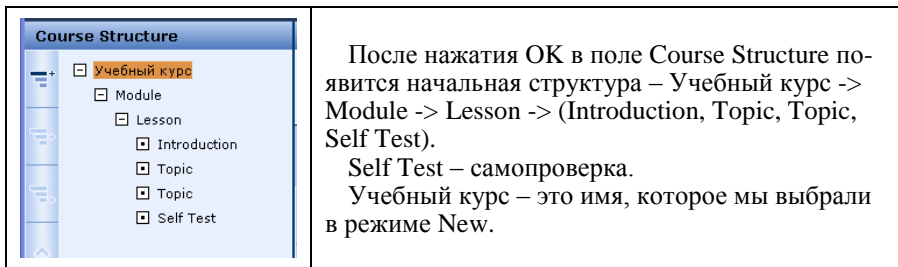 Course Structure
Учебный курс
Module
Lesson
Introduction
Topic
Topic
Self Test
После нажатия OK в поле Course Structure по-
явится начальная структура – Учебный курс ->
Module -> Lesson -> (Introduction, Topic, Topic,
Self Test).
Self Test – самопроверка.
Учебный курс – это имя, которое мы выбрали
в режиме New.